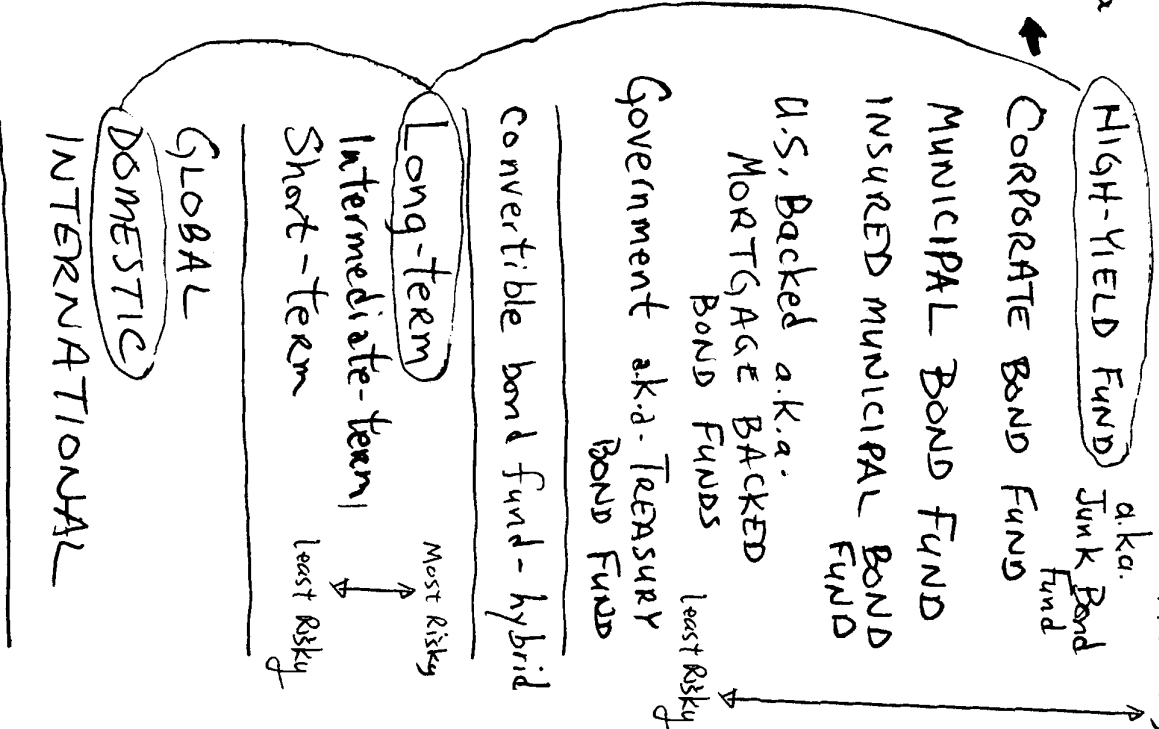 HIGH-YIELD FUND a.k.a.
Junk Bond
Fund
CORPORATE BOND FUND
MUNICIPAL BOND FUND
INSURED MUNICIPAL BOND
FUND
U.S. Backed a.k.a.
MORTGAGE BACKED
BOND FUNDS
Least Risky
Government a.k.a. TREASURY
BOND FUND
Convertible bond fund - hybrid
Long-term Most Risky
Intermediate-term
Short-term Least Risky
GLOBAL
DOMESTIC
INTERNATIONAL